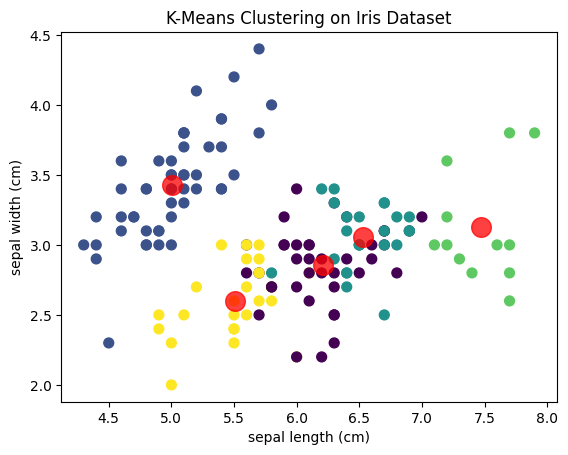 K-Means Clustering on Iris Dataset
4.5
4.0
3.5
3.0
2.5
2.0
sepal width (cm)
4.5 5.0 5.5 6.0 6.5 7.0 7.5 8.0
sepal length (cm)